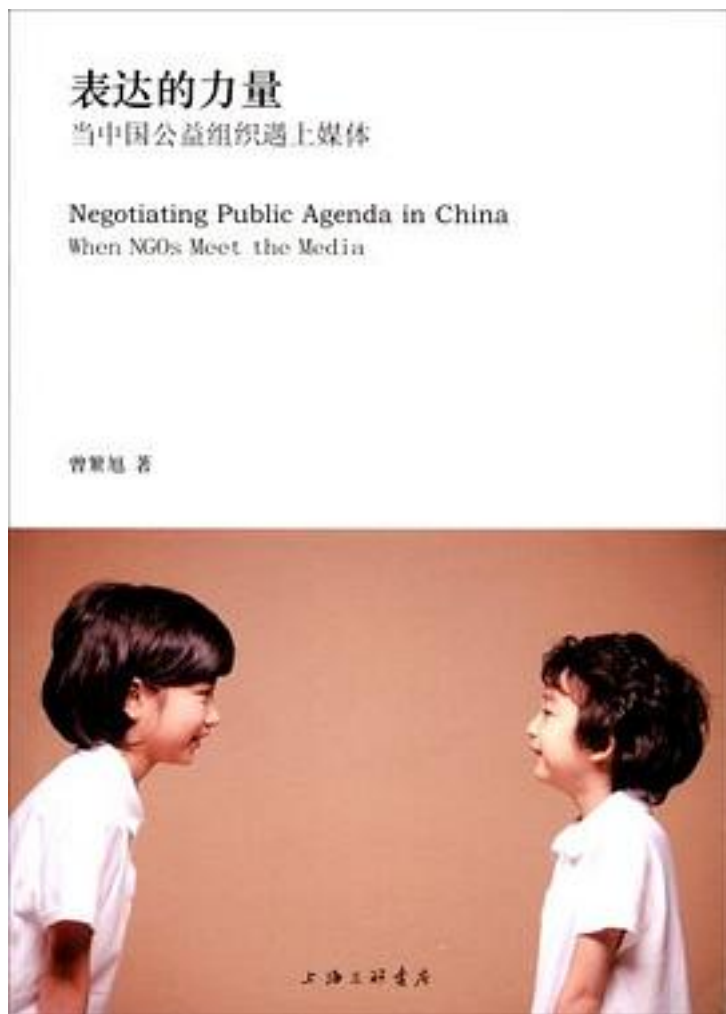 表达的力量
当中国公益组织遇上媒体
Negotiating Public Agenda in China
When NGOs Meet the Media
曾繁旭 著
上海三联书店